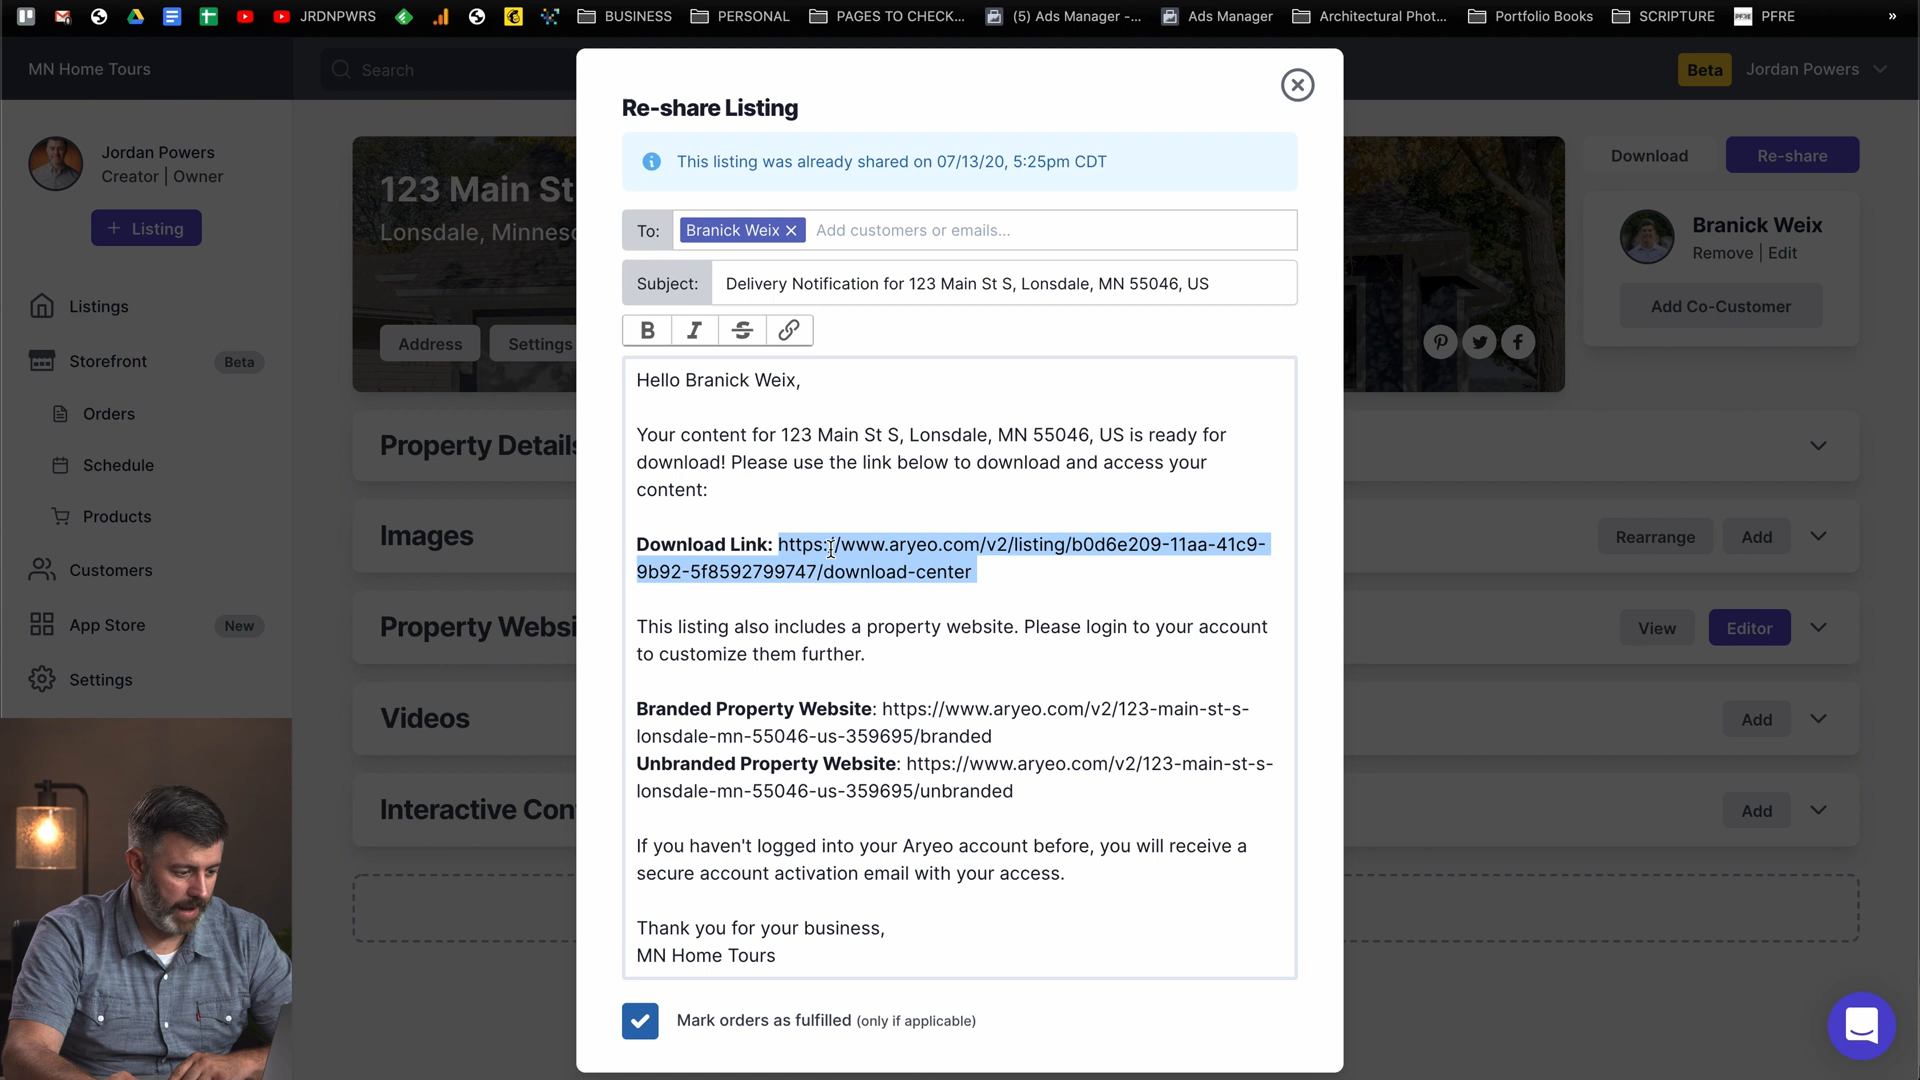 JRDNPWRS
BUSINESS
PERSONAL
PAGES TO CHECK...
(5) Ads Manager -...
Ads Manager
Architectural Phot...
Portfolio Books
SCRIPTURE
PFRE
PFRE
»
MN Home Tours
Search
Beta
Jordan Powers
Jordan Powers
Creator | Owner
+ Listing
Listings
Storefront
Beta
Orders
Schedule
Products
Customers
App Store
New
Settings
123 Main St
Lonsdale, Minneso
Address
Settings
Download
Re-share
Branick Weix
Remove | Edit
Add Co-Customer
Property Details
Images
Rearrange
Add
Property Websi
View
Editor
Videos
Add
Interactive Con
Add
Re-share Listing
This listing was already shared on 07/13/20, 5:25pm CDT
To:
Branick Weix
Add customers or emails...
Subject:
Delivery Notification for 123 Main St S, Lonsdale, MN 55046, US
B
I
S
Hello Branick Weix,
Your content for 123 Main St S, Lonsdale, MN 55046, US is ready for
download! Please use the link below to download and access your
content:
Download Link: https://www.aryeo.com/v2/listing/b0d6e209-11aa-41c9-
9b92-5f8592799747/download-center
This listing also includes a property website. Please login to your account
to customize them further.
Branded Property Website: https://www.aryeo.com/v2/123-main-st-s-
lonsdale-mn-55046-us-359695/branded
Unbranded Property Website: https://www.aryeo.com/v2/123-main-st-s-
lonsdale-mn-55046-us-359695/unbranded
If you haven't logged into your Aryeo account before, you will receive a
secure account activation email with your access.
Thank you for your business,
MN Home Tours
Mark orders as fulfilled (only if applicable)